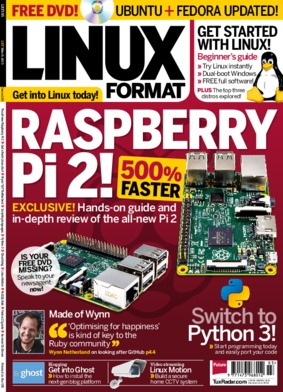 FREE DVD!
UBUNTU + FEDORA UPDATED!
LINUX
FORMAT
Get into Linux today!
GET STARTED
WITH LINUX!
Beginner's guide
» Try Linux instantly
» Dual-boot Windows
» FREE full software
PLUS The top three
distros explored!
RASPBERRY
Pi 2!
500%
FASTER
EXCLUSIVE! Hands-on guide and
in-depth review of the all-new Pi 2
IS YOUR
FREE DVD
MISSING?
Speak to your
newsagent
now!
Made of Wynn
“Optimising for happiness’
is kind of key to the
Ruby community”
Wynn Netherland on looking after GitHub p44
Switch to
Python 3!
» Start programming today
and easily port your code
ghost
Blogging
Get into Ghost
» How to install the
next-gen blog platform
Video streaming
Linux Motion
» Build a secure
home CCTV system
Future
TuxRadar.com